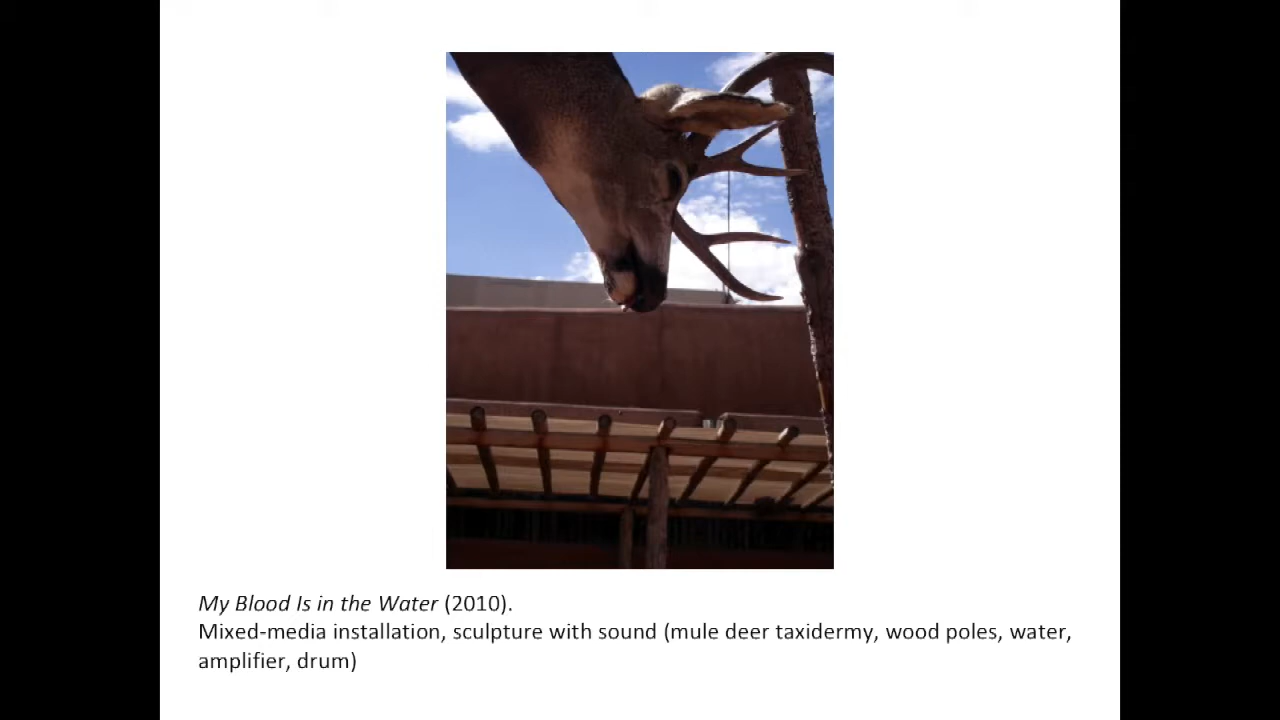 My Blood Is in the Water (2010).
Mixed-media installation, sculpture with sound (mule deer taxidermy, wood poles, water,
amplifier, drum)